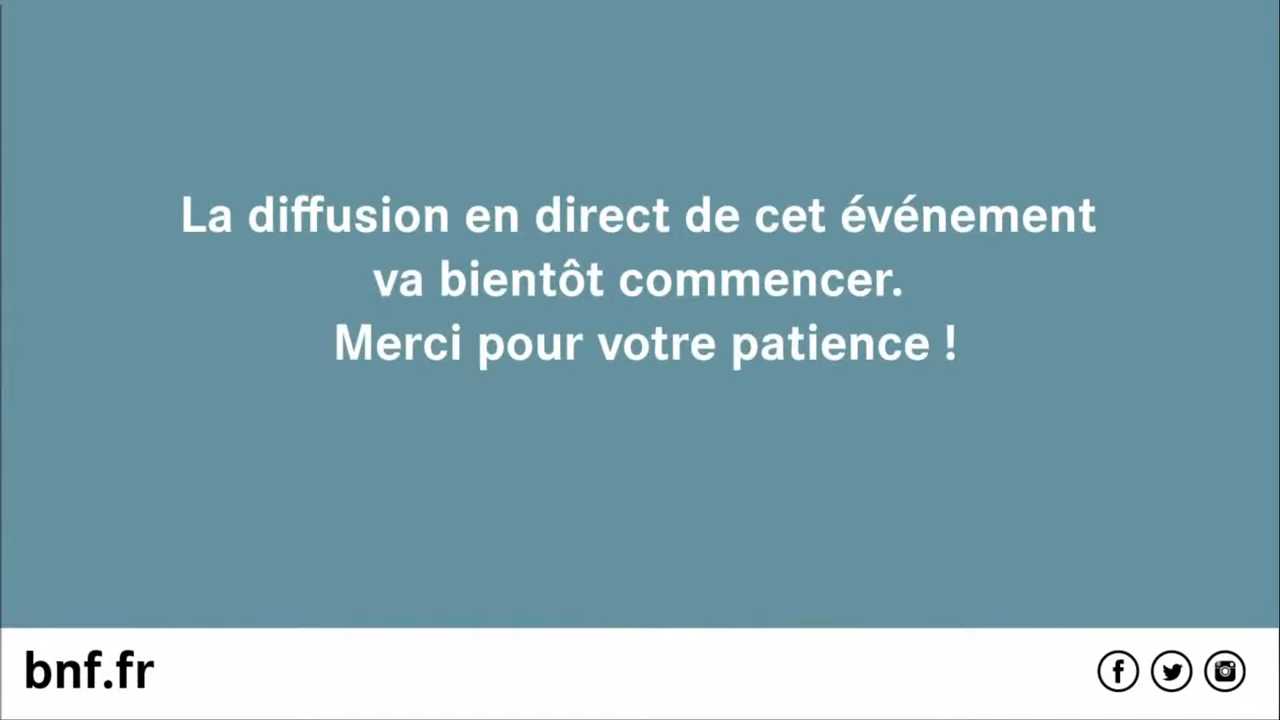 La diffusion en direct de cet événement
va bientôt commencer.
Merci pour votre patience !
bnf.fr